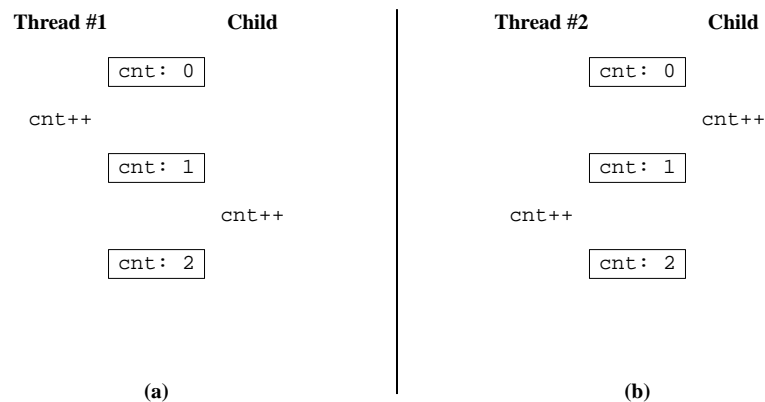 Thread #1 Child
cnt: 0
cnt++
cnt: 1
cnt++
cnt: 2
(a)
Thread #2 Child
cnt: 0
cnt++
cnt: 1
cnt++
cnt: 2
(b)